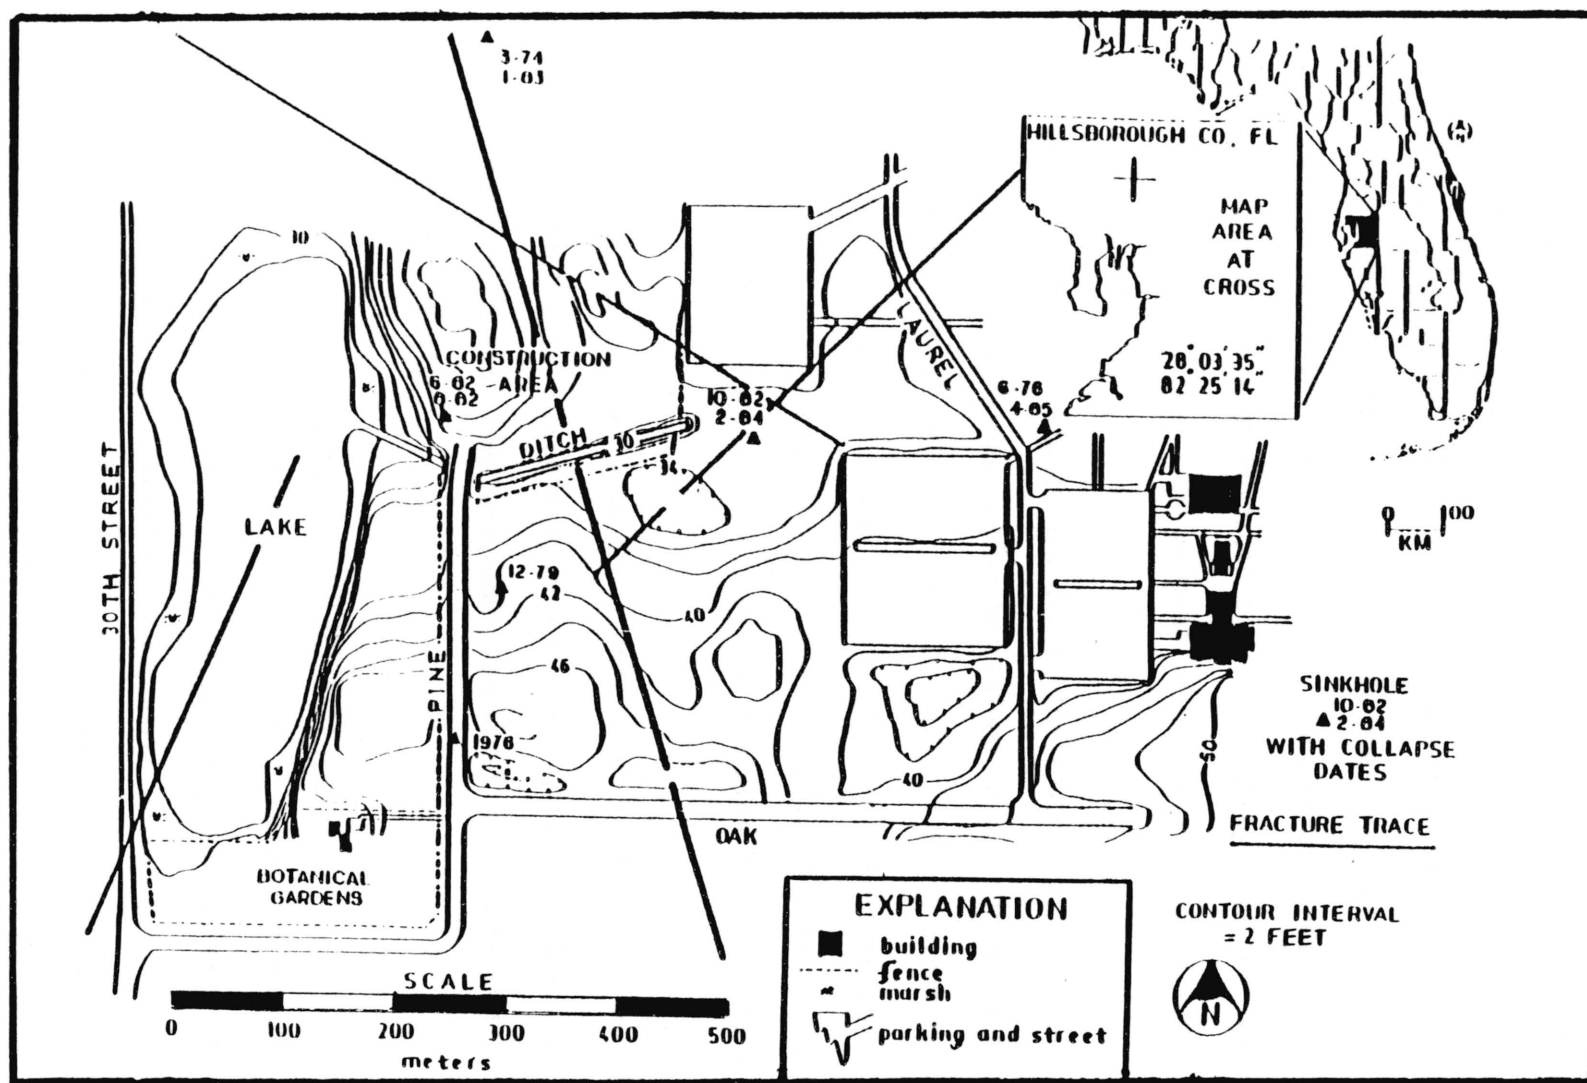 3-74
1-83
HILLSBOROUGH CO, FL
MAP
AREA
AT
CROSS
28° 03' 35"
82° 25' 14"
0 100
KM
10
CONSTRUCTION
AREA
6-82
8-82
10-82
2-84
LAUREL
6-76
4-85
DITCH
30
34
30TH STREET
LAKE
12-79
42
40
46
PINE
1978
40
50
SINKHOLE
10-82
2-84
WITH COLLAPSE
DATES
OAK
FRACTURE TRACE
BOTANICAL
GARDENS
EXPLANATION
building
fence
marsh
parking and street
CONTOUR INTERVAL
= 2 FEET
N
SCALE
0 100 200 300 400 500
meters